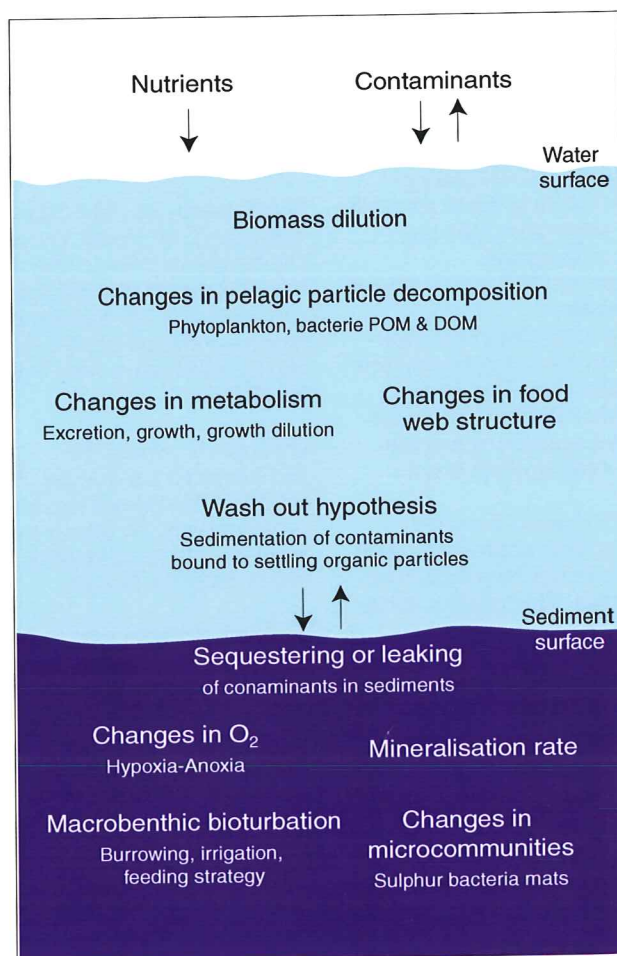 Nutrients
Contaminants
Water
surface
Biomass dilution
Changes in pelagic particle decomposition
Phytoplankton, bacterie POM & DOM
Changes in metabolism
Excretion, growth, growth dilution
Changes in food
web structure
Wash out hypothesis
Sedimentation of contaminants
bound to settling organic particles
Sediment
surface
Sequestering or leaking
of conaminants in sediments
Changes in O₂
Hypoxia-Anoxia
Mineralisation rate
Macrobenthic bioturbation
Burrowing, irrigation,
feeding strategy
Changes in
microcommunities
Sulphur bacteria mats